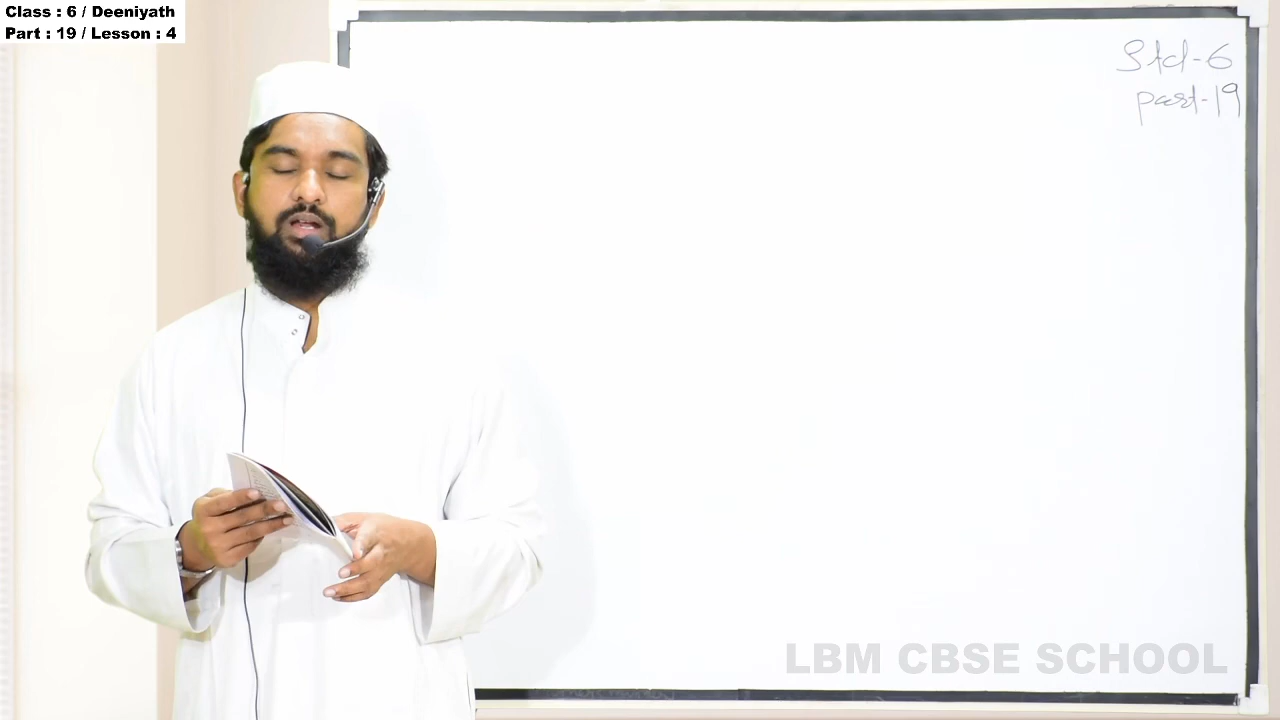 Class : 6 / Deeniyath
Part : 19 / Lesson : 4
Std-6
part-19
LBM CBSE SCHOOL